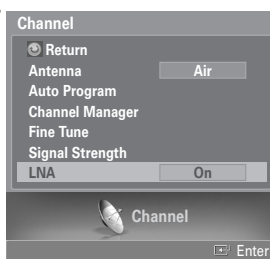 Channel
Return
Antenna Air
Auto Program
Channel Manager
Fine Tune
Signal Strength
LNA On
Channel
Enter